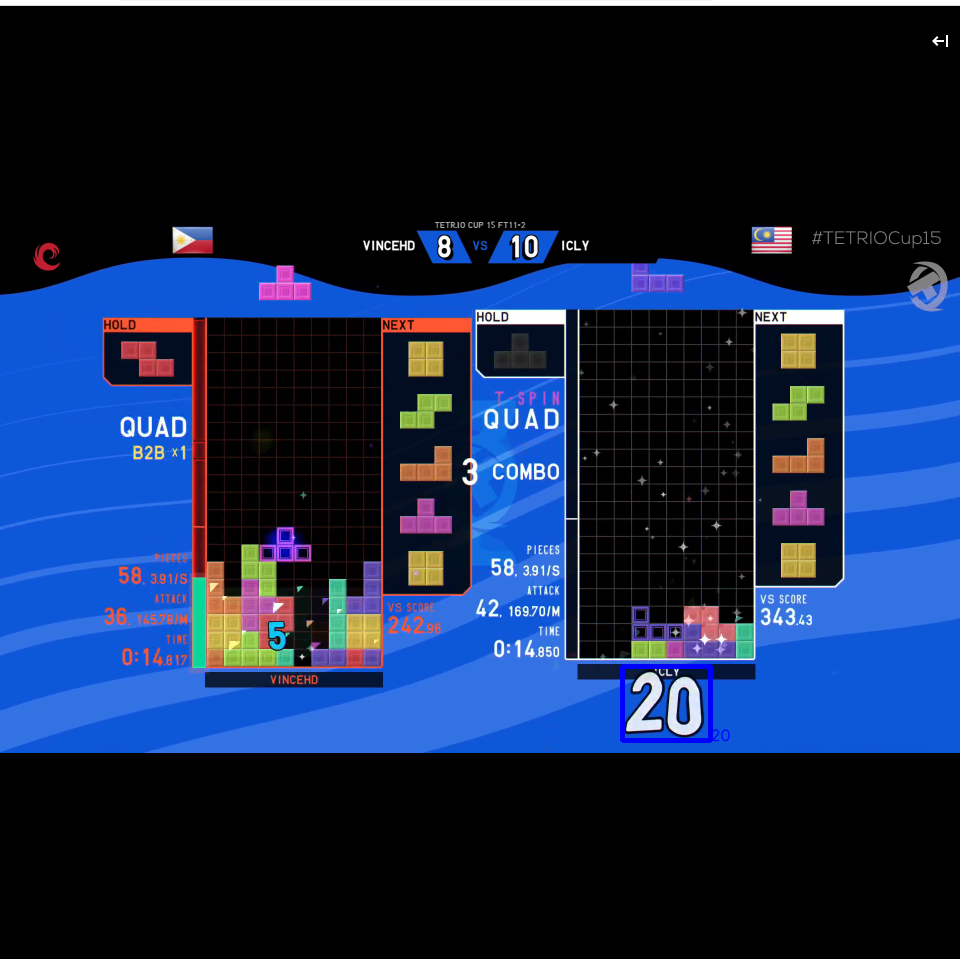 TETR.IO CUP 15 FT11-2
VINCEHD 8 VS 10 ICLY
#TETRIOCup15
HOLD
NEXT
QUAD
B2B ×1
PIECES
58, 3.91/S
ATTACK
36, 145.76/M
TIME
0:14.817
VS SCORE
242.96
5
VINCEHD
HOLD
NEXT
T-SPIN
QUAD
3 COMBO
PIECES
58, 3.91/S
ATTACK
42, 169.70/M
TIME
0:14.850
VS SCORE
343.43
ICLY
20
20